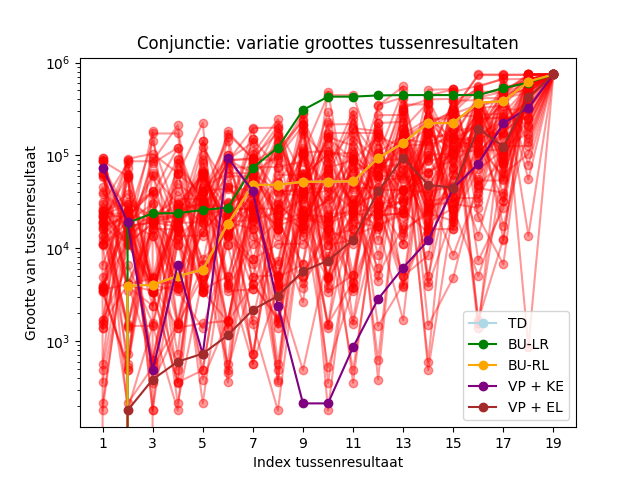 Conjunctie: variatie groottes tussenresultaten
Grootte van tussenresultaat
10⁶
10⁵
10⁴
10³
TD
BU-LR
BU-RL
VP + KE
VP + EL
1 3 5 7 9 11 13 15 17 19
Index tussenresultaat